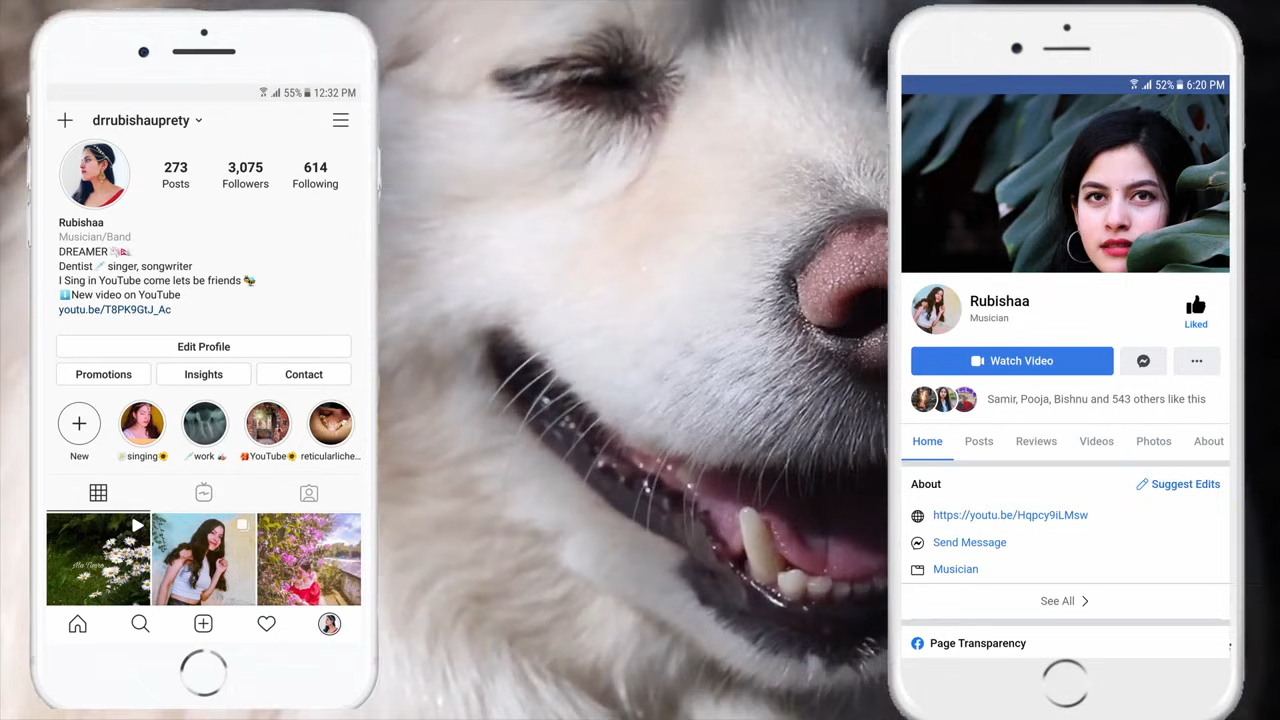 55% 12:32 PM
drrubishauprety
273 3,075 614
Posts Followers Following
Rubishaa
Musician/Band
DREAMER
Dentist singer, songwriter
I Sing in YouTube come lets be friends
New video on YouTube
youtu.be/T8PK9GtJ_Ac
Edit Profile
Promotions Insights Contact
New singing work YouTube reticularliche...
52% 6:20 PM
Rubishaa
Musician
Liked
Watch Video
Samir, Pooja, Bishnu and 543 others like this
Home Posts Reviews Videos Photos About
About Suggest Edits
https://youtu.be/Hqpcy9iLMsw
Send Message
Musician
See All
Page Transparency